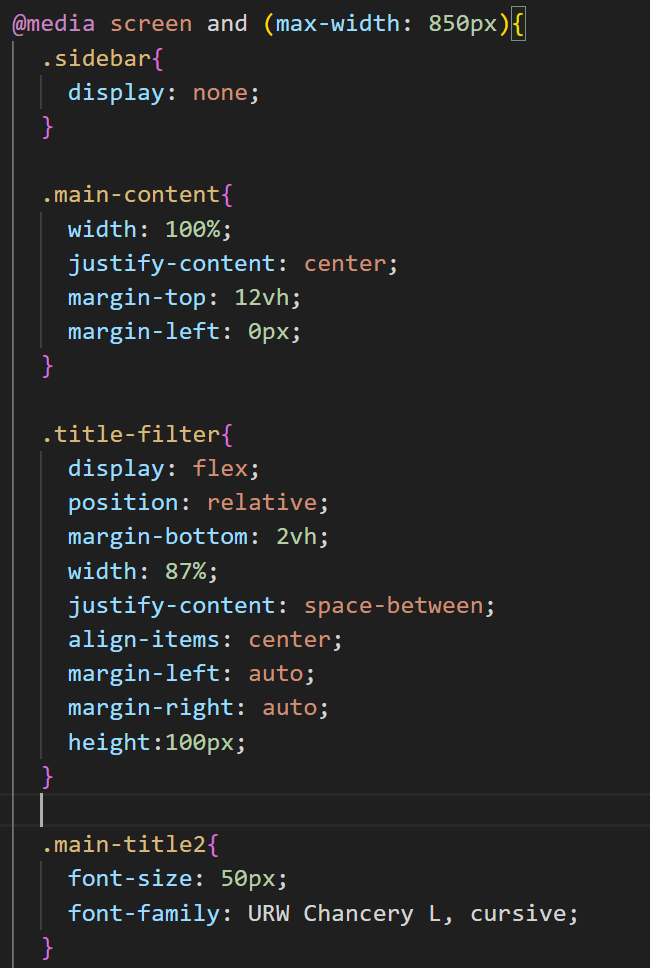 @media screen and (max-width: 850px){
.sidebar{
display: none;
}
.main-content{
width: 100%;
justify-content: center;
margin-top: 12vh;
margin-left: 0px;
}
.title-filter{
display: flex;
position: relative;
margin-bottom: 2vh;
width: 87%;
justify-content: space-between;
align-items: center;
margin-left: auto;
margin-right: auto;
height:100px;
}
.main-title2{
font-size: 50px;
font-family: URW Chancery L, cursive;
}